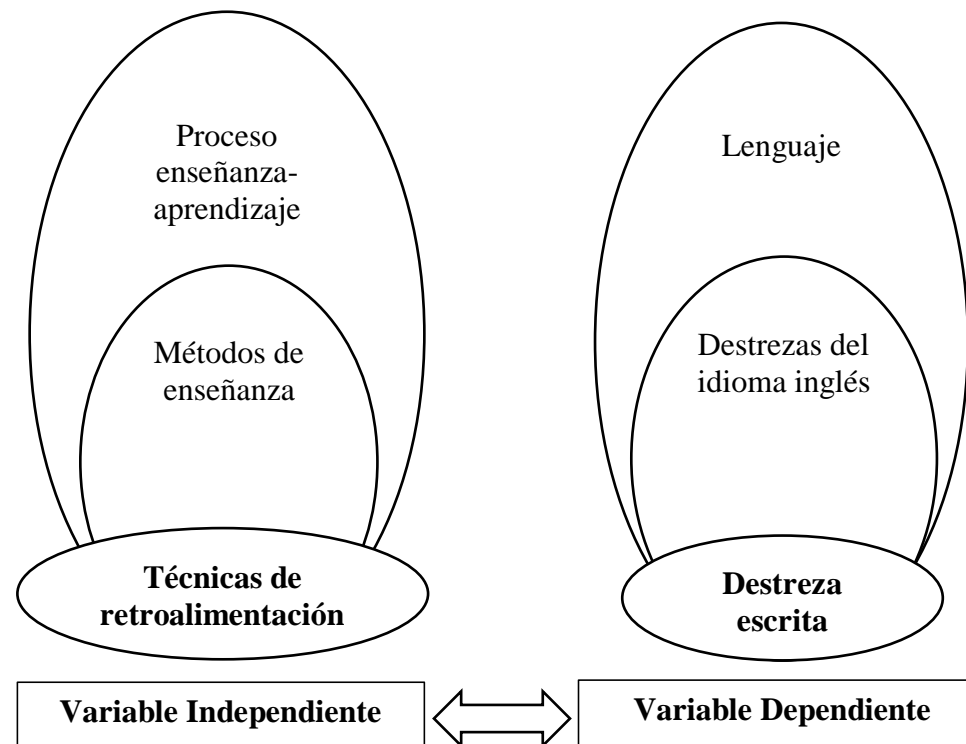 Proceso
enseñanza-
aprendizaje
Métodos de
enseñanza
Técnicas de
retroalimentación
Variable Independiente
Lenguaje
Destrezas del
idioma inglés
Destreza
escrita
Variable Dependiente